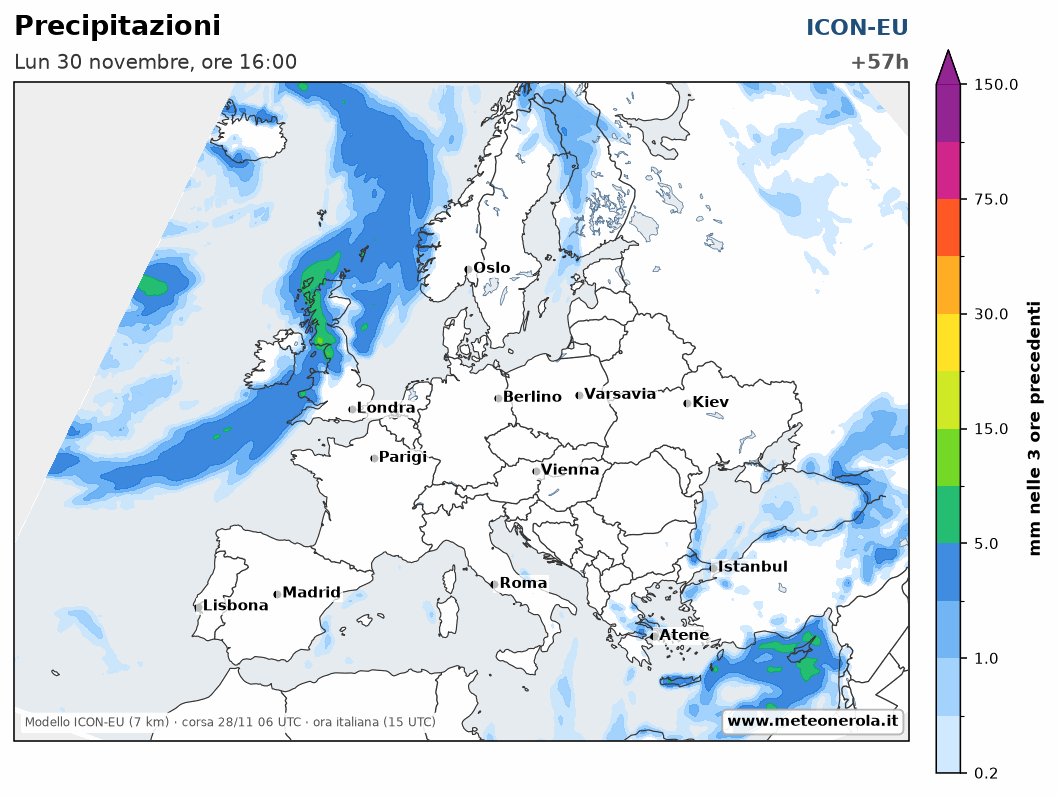 Precipitazioni
ICON-EU
Lun 30 novembre, ore 16:00
+57h
150.0
75.0
30.0
15.0
5.0
1.0
0.2
mm nelle 3 ore precedenti
Oslo
Berlino
Varsavia
Kiev
Londra
Parigi
Vienna
Istanbul
Roma
Madrid
Lisbona
Atene
Modello ICON-EU (7 km) · corsa 28/11 06 UTC · ora italiana (15 UTC)
www.meteonerola.it